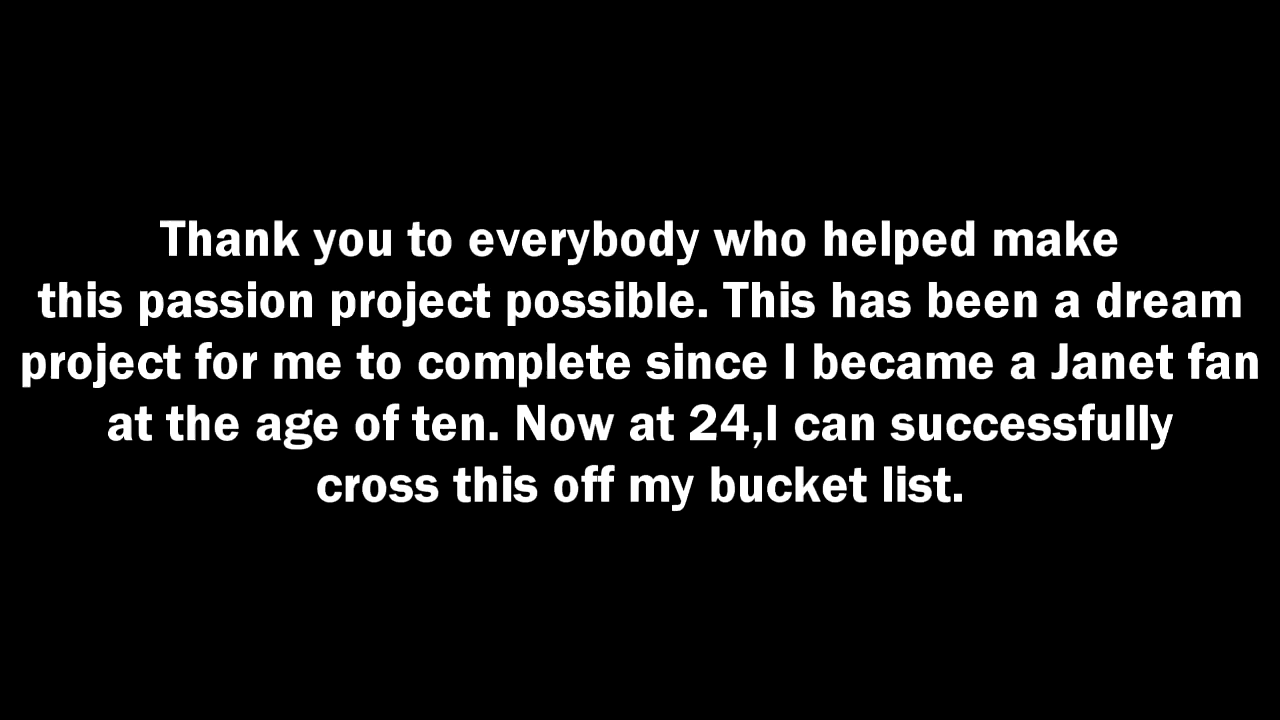 Thank you to everybody who helped make
this passion project possible. This has been a dream
project for me to complete since I became a Janet fan
at the age of ten. Now at 24,I can successfully
cross this off my bucket list.